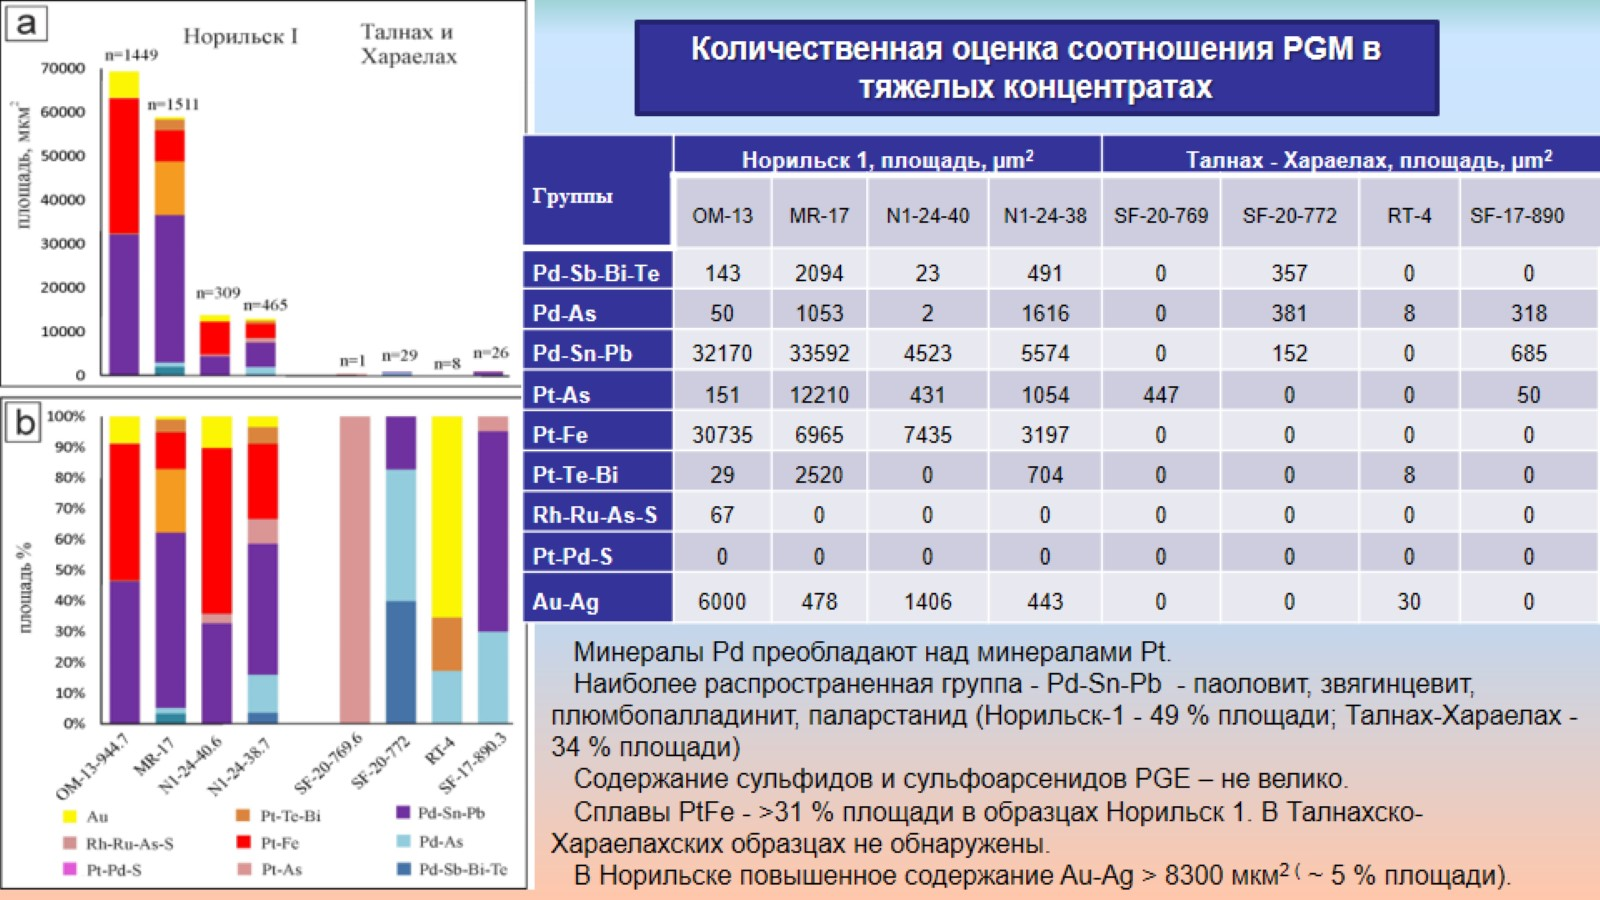 a
Норильск I
Талнах и
Хараелах
площадь, мкм²
70000
60000
50000
40000
30000
20000
10000
0
n=1449
n=1511
n=309
n=465
n=1
n=29
n=8
n=26
b
площадь %
100%
90%
80%
70%
60%
50%
40%
30%
20%
10%
0%
OM-13-944.7
MR-17
N1-24-40.6
N1-24-38.7
SF-20-769.6
SF-20-772
RT-4
SF-17-890.3
Au Pt-Te-Bi Pd-Sn-Pb
Rh-Ru-As-S Pt-Fe Pd-As
Pt-Pd-S Pt-As Pd-Sb-Bi-Te
Количественная оценка соотношения PGM в
тяжелых концентратах
Группы Норильск 1, площадь, µm² Талнах - Хараелах, площадь, µm²
OM-13 MR-17 N1-24-40 N1-24-38 SF-20-769 SF-20-772 RT-4 SF-17-890
Pd-Sb-Bi-Te 143 2094 23 491 0 357 0 0
Pd-As 50 1053 2 1616 0 381 8 318
Pd-Sn-Pb 32170 33592 4523 5574 0 152 0 685
Pt-As 151 12210 431 1054 447 0 0 50
Pt-Fe 30735 6965 7435 3197 0 0 0 0
Pt-Te-Bi 29 2520 0 704 0 0 8 0
Rh-Ru-As-S 67 0 0 0 0 0 0 0
Pt-Pd-S 0 0 0 0 0 0 0 0
Au-Ag 6000 478 1406 443 0 0 30 0
Минералы Pd преобладают над минералами Pt.
Наиболее распространенная группа - Pd-Sn-Pb - паоловит, звягинцевит,
плюмбопалладинит, паларстанид (Норильск-1 - 49 % площади; Талнах-Хараелах -
34 % площади)
Содержание сульфидов и сульфоарсенидов PGE – не велико.
Сплавы PtFe - >31 % площади в образцах Норильск 1. В Талнахско-
Хараелахских образцах не обнаружены.
В Норильске повышенное содержание Au-Ag > 8300 мкм² ( ~ 5 % площади).